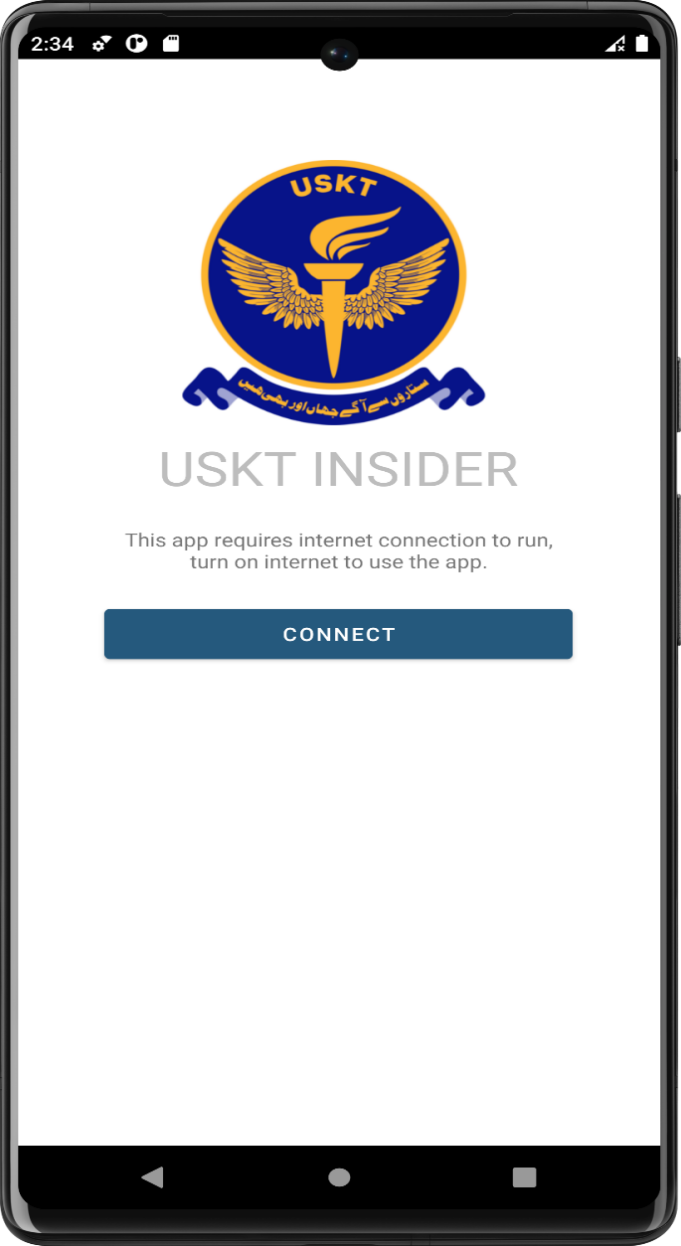 2:34
USKT
ستاروں سے آگے جہاں اور بھی ہیں
USKT INSIDER
This app requires internet connection to run,
turn on internet to use the app.
CONNECT